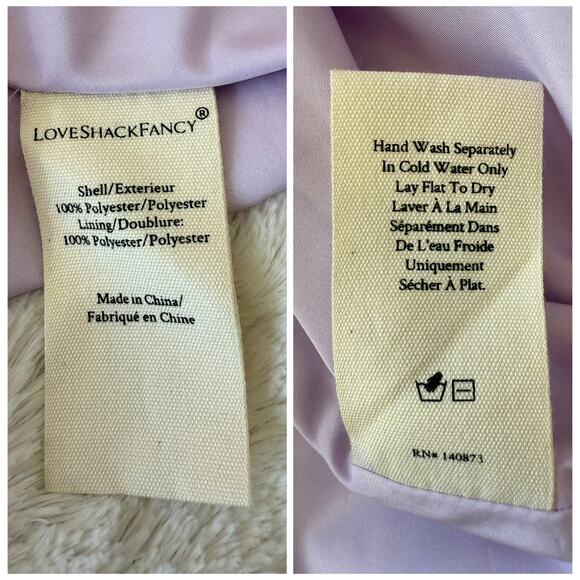 LoveShackFancy®
Shell/Exterieur
100% Polyester/Polyester
Lining/Doublure:
100% Polyester/Polyester
Made in China/
Fabriqué en Chine
Hand Wash Separately
In Cold Water Only
Lay Flat To Dry
Laver À La Main
Séparément Dans
De L'eau Froide
Uniquement
Sécher À Plat.
RN# 140873